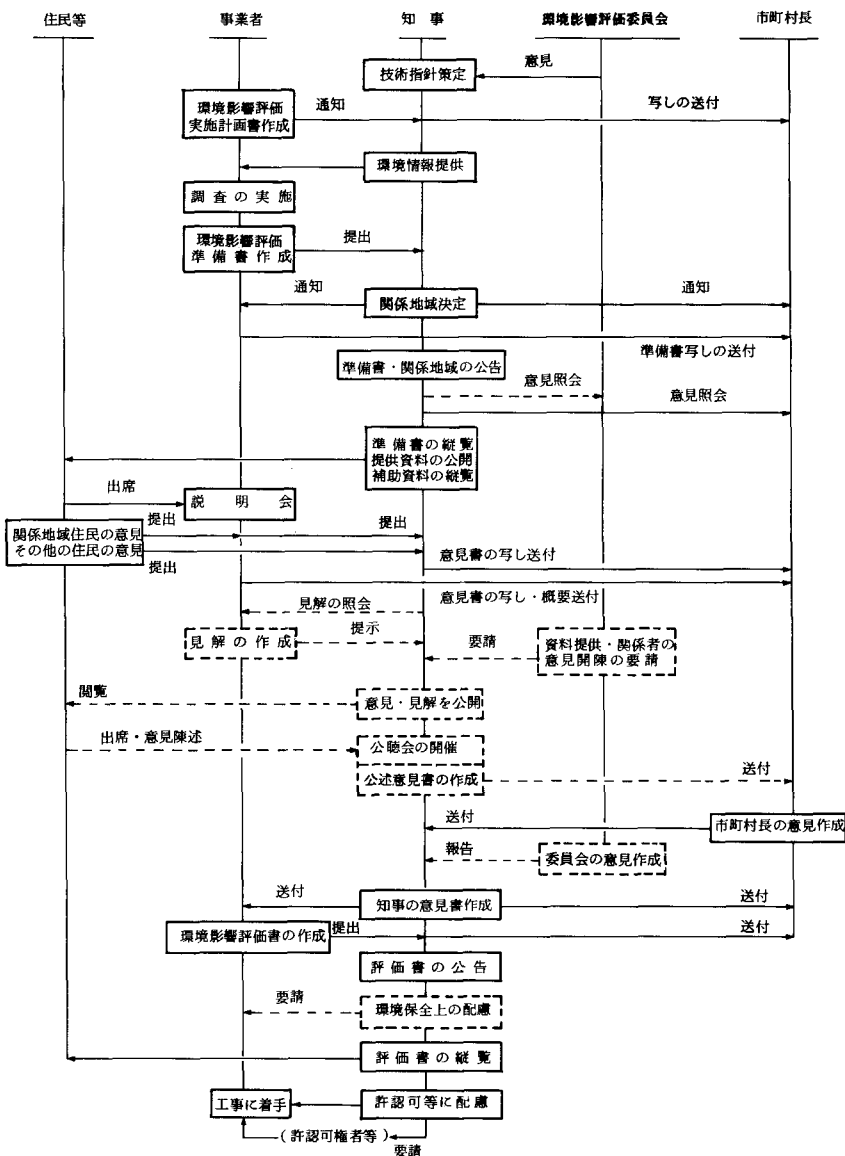 住民等
事業者
知事
環境影響評価委員会
市町村長
意見
技術指針策定
環境影響評価
実施計画書作成
通知
写しの送付
環境情報提供
調査の実施
環境影響評価
準備書作成
提出
通知
関係地域決定
通知
準備書写しの送付
準備書・関係地域の公告
意見照会
意見照会
準備書の縦覧
提供資料の公開
補助資料の縦覧
出席
説明会
提出
提出
関係地域住民の意見
その他の住民の意見
提出
意見書の写し送付
意見書の写し・概要送付
見解の照会
見解の作成
提示
要請
資料提供・関係者の
意見開陳の要請
閲覧
意見・見解を公開
出席・意見陳述
公聴会の開催
公述意見書の作成
送付
送付
市町村長の意見作成
報告
委員会の意見作成
送付
知事の意見書作成
送付
環境影響評価書の作成
提出
送付
評価書の公告
要請
環境保全上の配慮
評価書の縦覧
工事に着手
許認可等に配慮
(許認可権者等)
要請